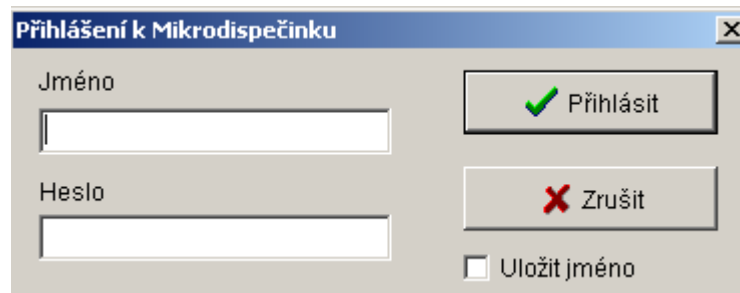 Přihlášení k Mikrodispečinku
Jméno
Přihlásit
Heslo
Zrušit
Uložit jméno